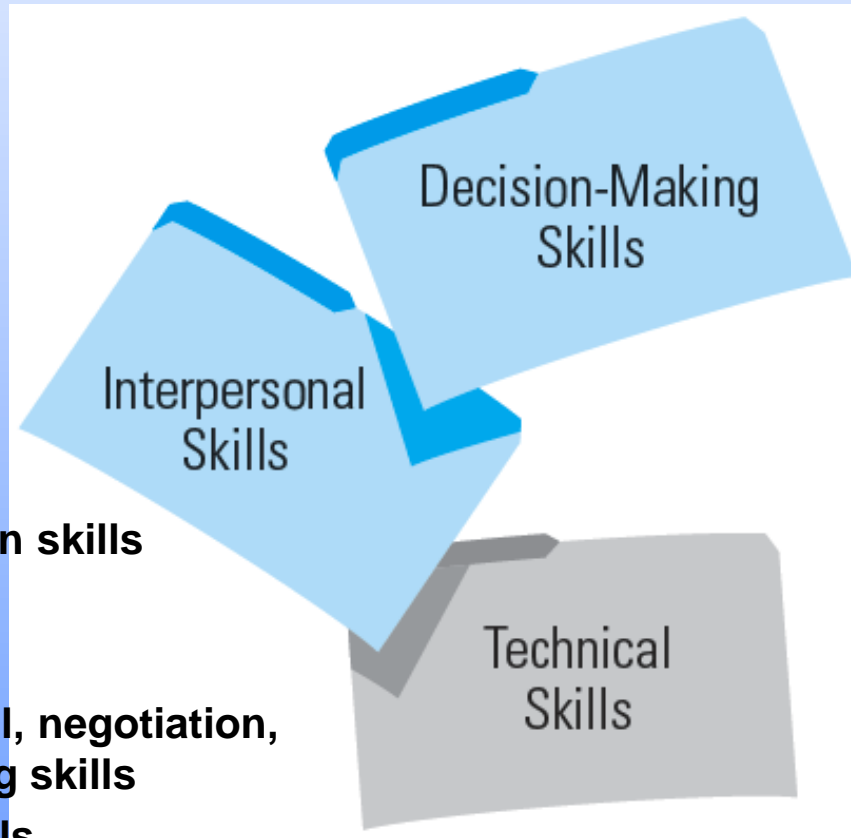 Decision-Making
Skills
Interpersonal
Skills
skills
Technical
Skills
negotiation,
skills